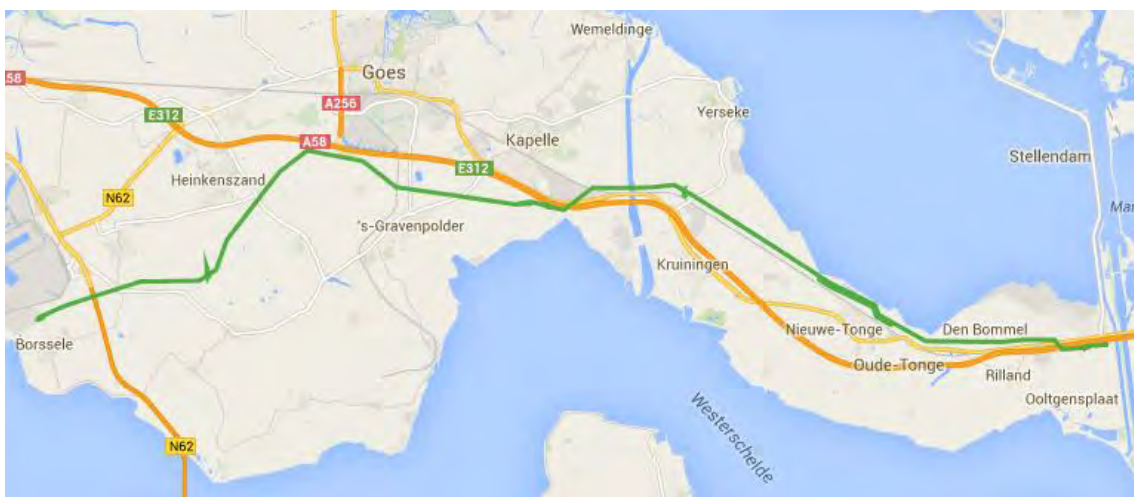 Wemeldinge
Goes
58
A256
Yerseke
E312
A58
Kapelle
Stellendam
E312
Heinkenszand
N62
Mar
's-Gravenpolder
Kruiningen
Nieuwe-Tonge
Den Bommel
Borssele
Oude-Tonge
Rilland
Ooltgensplaat
Westerschelde
N62